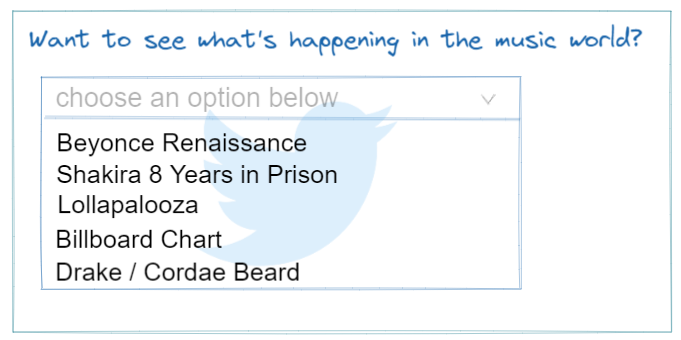 Want to see what's happening in the music world?
choose an option below
Beyonce Renaissance
Shakira 8 Years in Prison
Lollapalooza
Billboard Chart
Drake / Cordae Beard